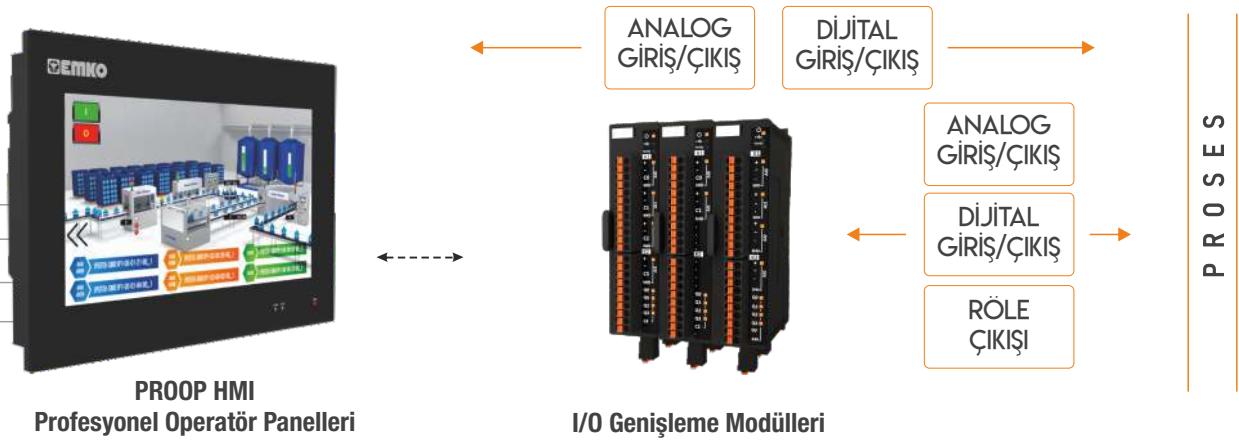 EMKO
ANALOG
GİRİŞ/ÇIKIŞ
DİJİTAL
GİRİŞ/ÇIKIŞ
ANALOG
GİRİŞ/ÇIKIŞ
DİJİTAL
GİRİŞ/ÇIKIŞ
RÖLE
ÇIKIŞI
PROSES
PROOP HMI
Profesyonel Operatör Panelleri
I/O Genişleme Modülleri